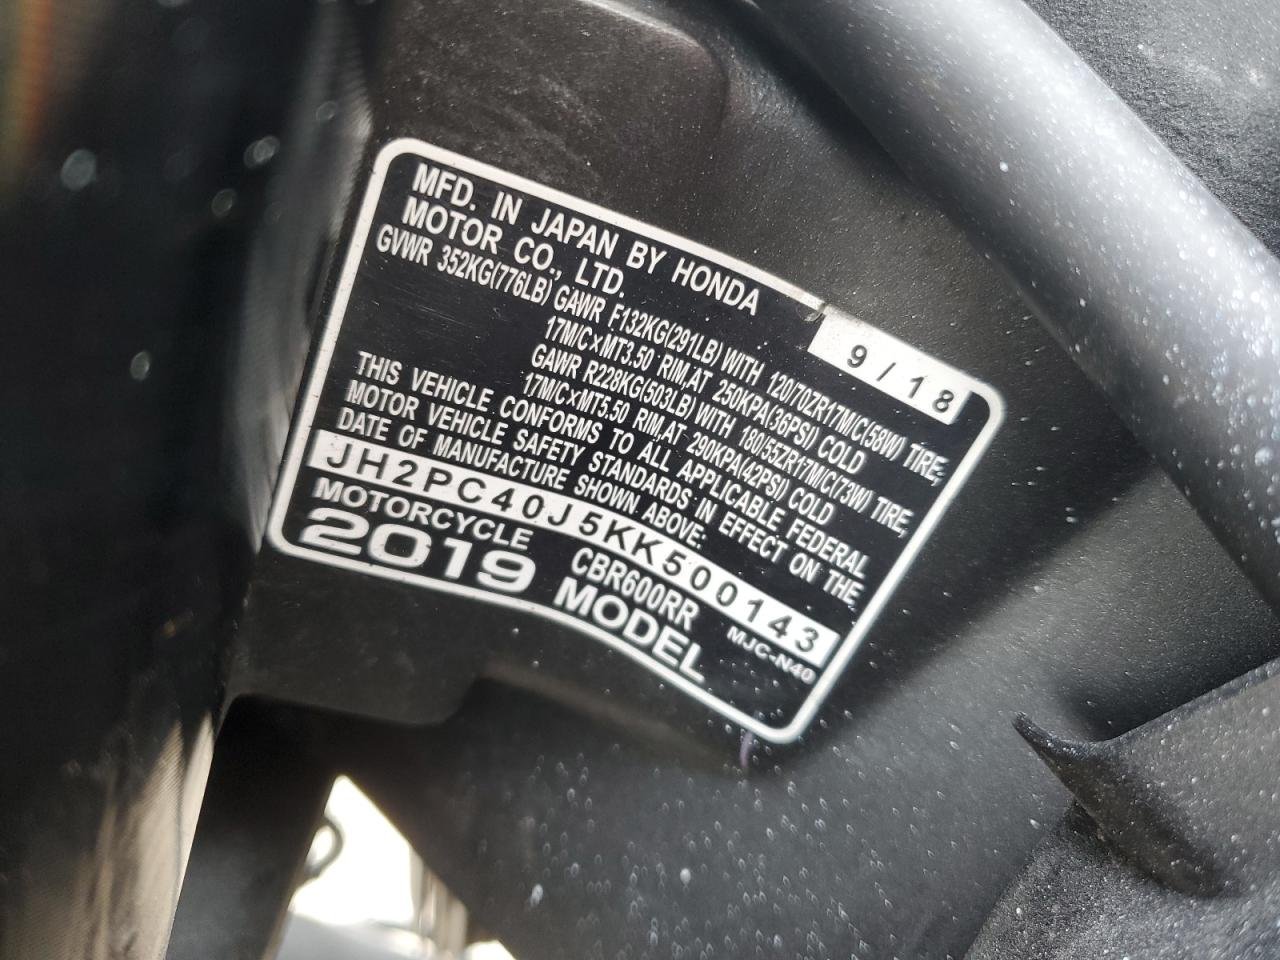 MFD. IN JAPAN BY HONDA
MOTOR CO., LTD.
9/18
GVWR 352KG(776LB) GAWR F132KG(291LB) WITH 120/70ZR17M/C(58W) TIRE,
17M/C×MT3.50 RIM,AT 250KPA(36PSI) COLD
GAWR R228KG(503LB) WITH 180/55ZR17M/C(73W) TIRE,
17M/C×MT5.50 RIM,AT 290KPA(42PSI) COLD
THIS VEHICLE CONFORMS TO ALL APPLICABLE FEDERAL
MOTOR VEHICLE SAFETY STANDARDS IN EFFECT ON THE
DATE OF MANUFACTURE SHOWN ABOVE:
JH2PC40J5KK500143
MOTORCYCLE CBR600RR MJC-N40
2019 MODEL